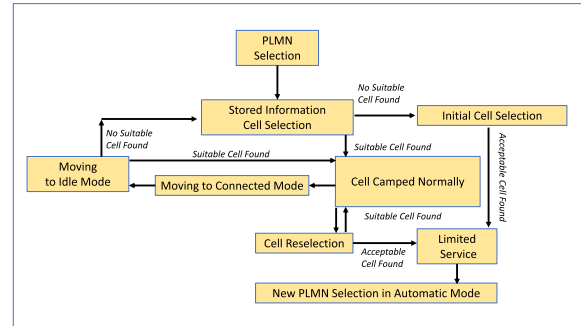 PLMN
Selection
No Suitable
Cell Found
Stored Information
Cell Selection
Initial Cell Selection
No Suitable
Cell Found
Suitable Cell Found
Suitable Cell Found
Acceptable Cell Found
Moving
to Idle Mode
Moving to Connected Mode
Cell Camped Normally
Suitable Cell Found
Cell Reselection
Acceptable
Cell Found
Limited
Service
New PLMN Selection in Automatic Mode